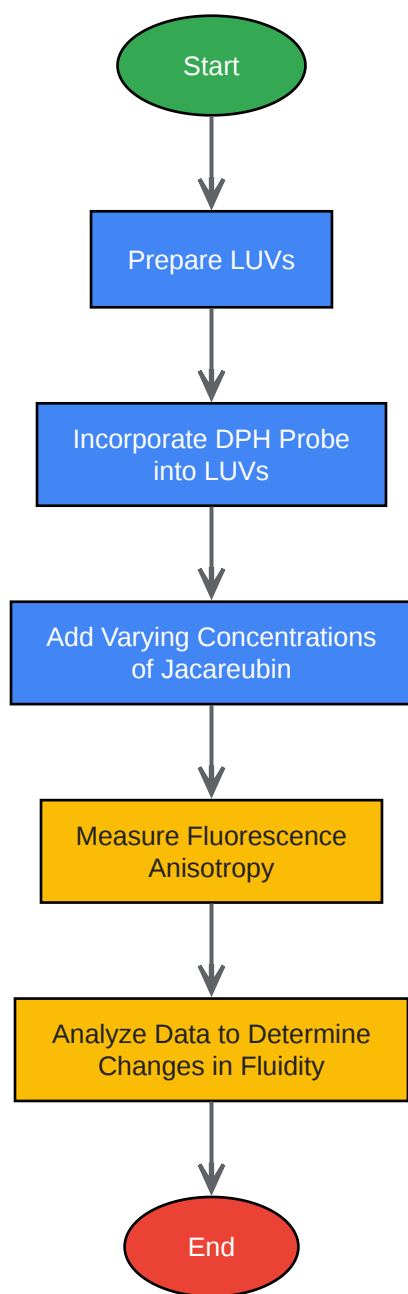 Start
Prepare LUVs
Incorporate DPH Probe
into LUVs
Add Varying Concentrations
of Jacareubin
Measure Fluorescence
Anisotropy
Analyze Data to Determine
Changes in Fluidity
End